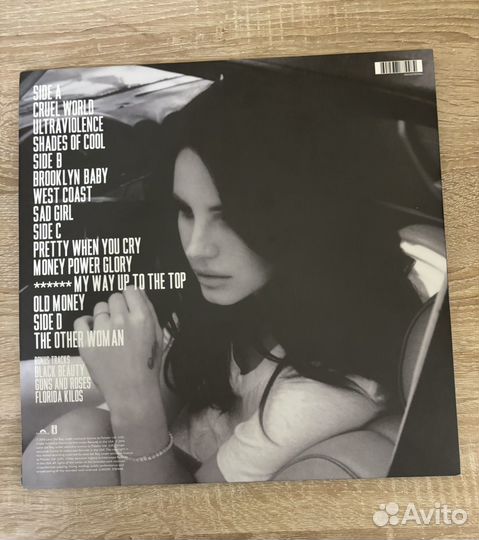 SIDE A
CRUEL WORLD
ULTRAVIOLENCE
SHADES OF COOL
SIDE B
BROOKLYN BABY
WEST COAST
SAD GIRL
SIDE C
PRETTY WHEN YOU CRY
MONEY POWER GLORY
****** MY WAY UP TO THE TOP
OLD MONEY
SIDE D
THE OTHER WOMAN
BONUS TRACKS
BLACK BEAUTY
GUNS AND ROSES
FLORIDA KILOS
Avito